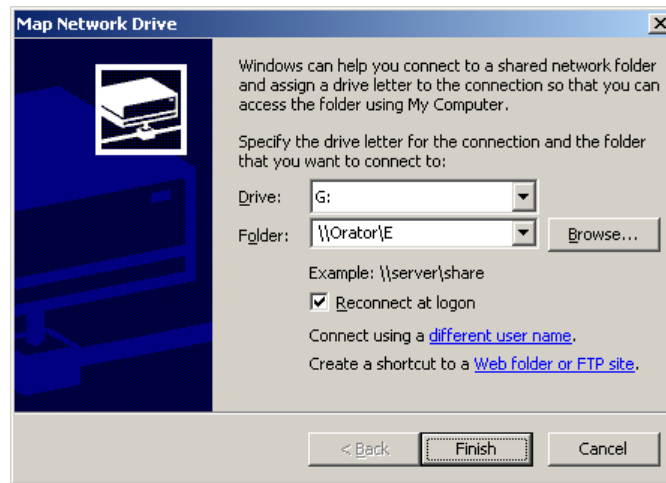 Map Network Drive
Windows can help you connect to a shared network folder
and assign a drive letter to the connection so that you can
access the folder using My Computer.
Specify the drive letter for the connection and the folder
that you want to connect to:
Drive: G:
Folder: \\Orator\E Browse...
Example: \\server\share
Reconnect at logon
Connect using a different user name.
Create a shortcut to a Web folder or FTP site.
< Back Finish Cancel